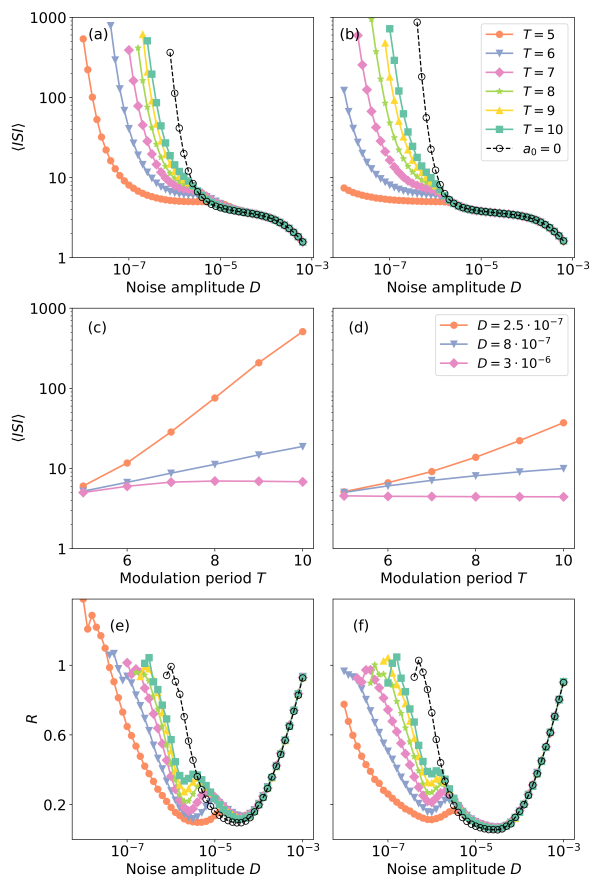 1000
100
10
1
⟨ISI⟩
(a)
10⁻⁷ 10⁻⁵ 10⁻³
Noise amplitude D
(b)
T = 5
T = 6
T = 7
T = 8
T = 9
T = 10
a₀ = 0
10⁻⁷ 10⁻⁵ 10⁻³
Noise amplitude D
1000
100
10
1
⟨ISI⟩
(c)
6 8 10
Modulation period T
(d)
D = 2.5 · 10⁻⁷
D = 8 · 10⁻⁷
D = 3 · 10⁻⁶
6 8 10
Modulation period T
1
0.6
0.2
R
(e)
10⁻⁷ 10⁻⁵ 10⁻³
Noise amplitude D
(f)
10⁻⁷ 10⁻⁵ 10⁻³
Noise amplitude D